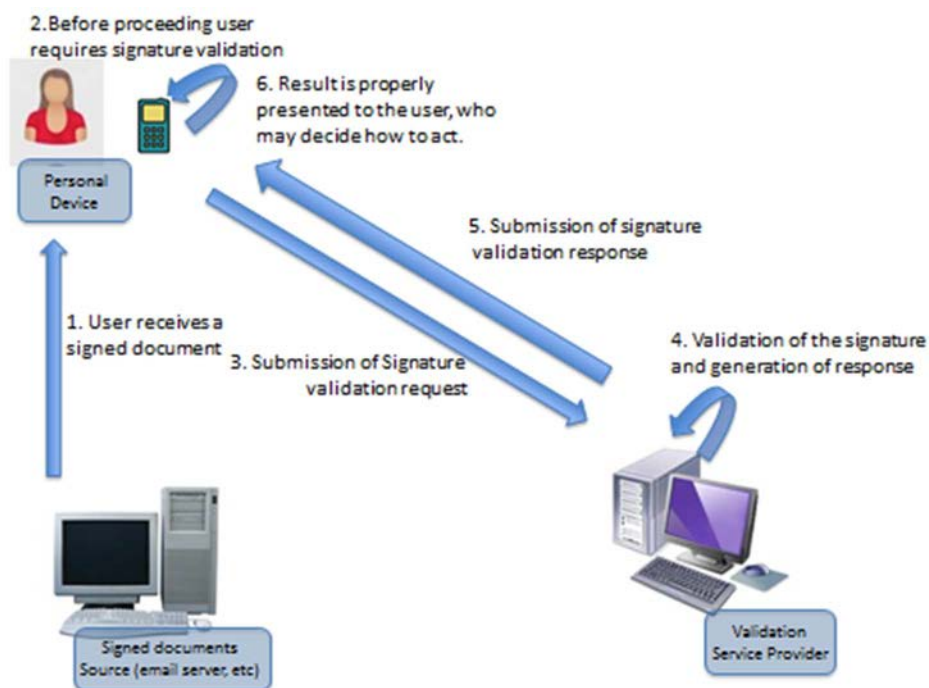 2.Before proceeding user
requires signature validation
6. Result is properly
presented to the user, who
may decide how to act.
Personal
Device
5. Submission of signature
validation response
1. User receives a
signed document
3. Submission of Signature
validation request
4. Validation of the signature
and generation of response
Signed documents
Source (email server, etc)
Validation
Service Provider